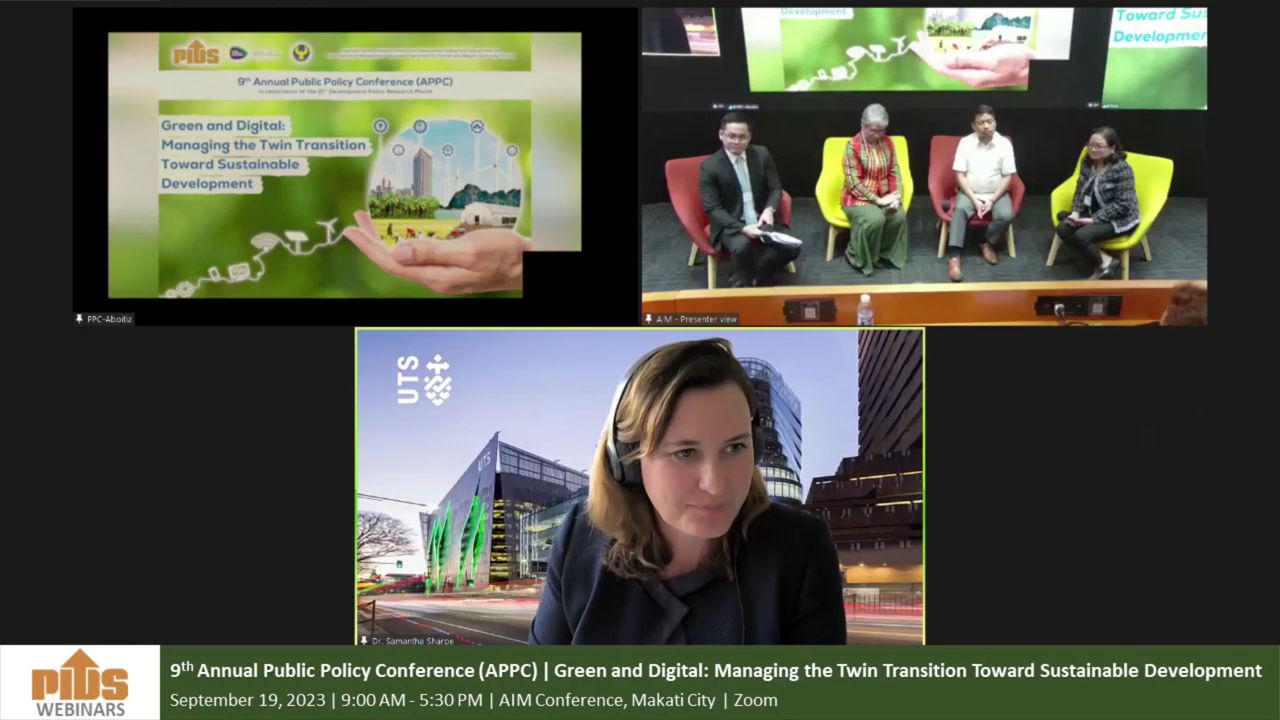 PIDS
9th Annual Public Policy Conference (APPC)
Green and Digital:
Managing the Twin Transition
Toward Sustainable
Development
PPC-Aboitiz
Development
Toward Sus
Developmen
AIM - Presenter view
UTS
UTS
Dr. Samantha Sharpe
PIDS
WEBINARS
9th Annual Public Policy Conference (APPC) | Green and Digital: Managing the Twin Transition Toward Sustainable Development
September 19, 2023 | 9:00 AM - 5:30 PM | AIM Conference, Makati City | Zoom